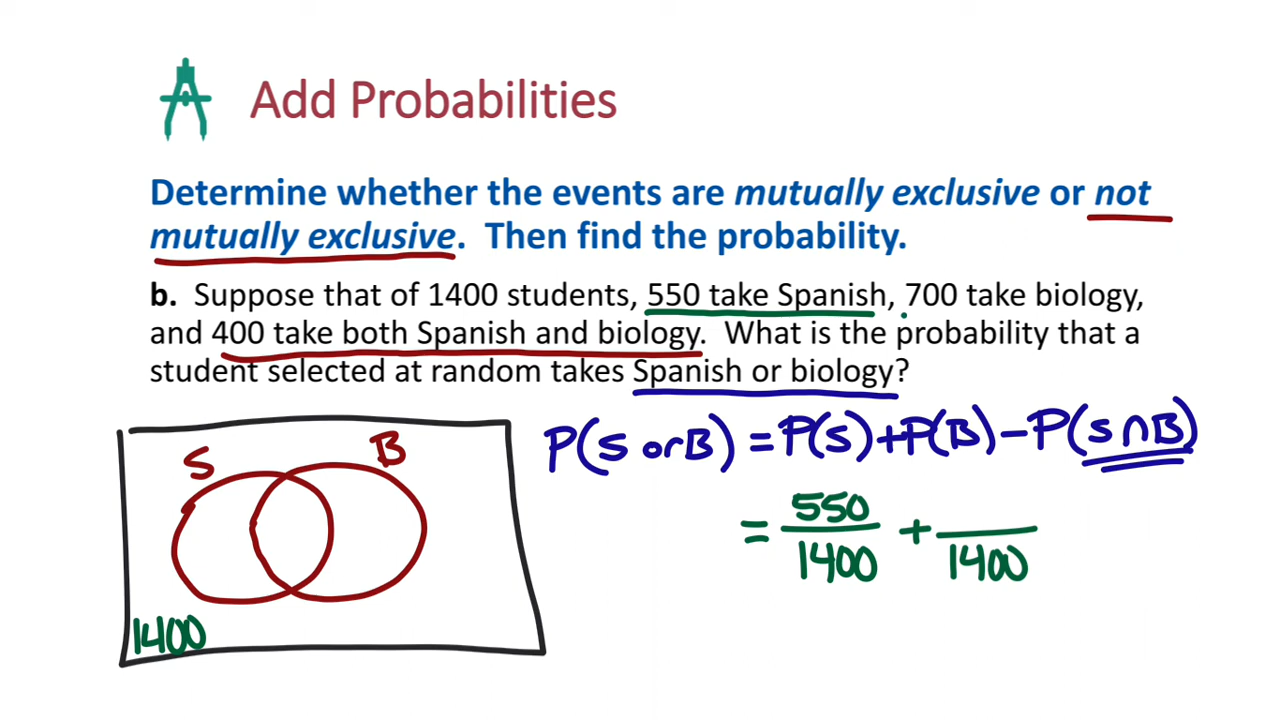 Add Probabilities
Determine whether the events are mutually exclusive or not
mutually exclusive. Then find the probability.
b. Suppose that of 1400 students, 550 take Spanish, 700 take biology,
and 400 take both Spanish and biology. What is the probability that a
student selected at random takes Spanish or biology?
S B
1400
P(S or B) = P(S) + P(B) − P(S ∩ B)
= 550/1400 + /1400